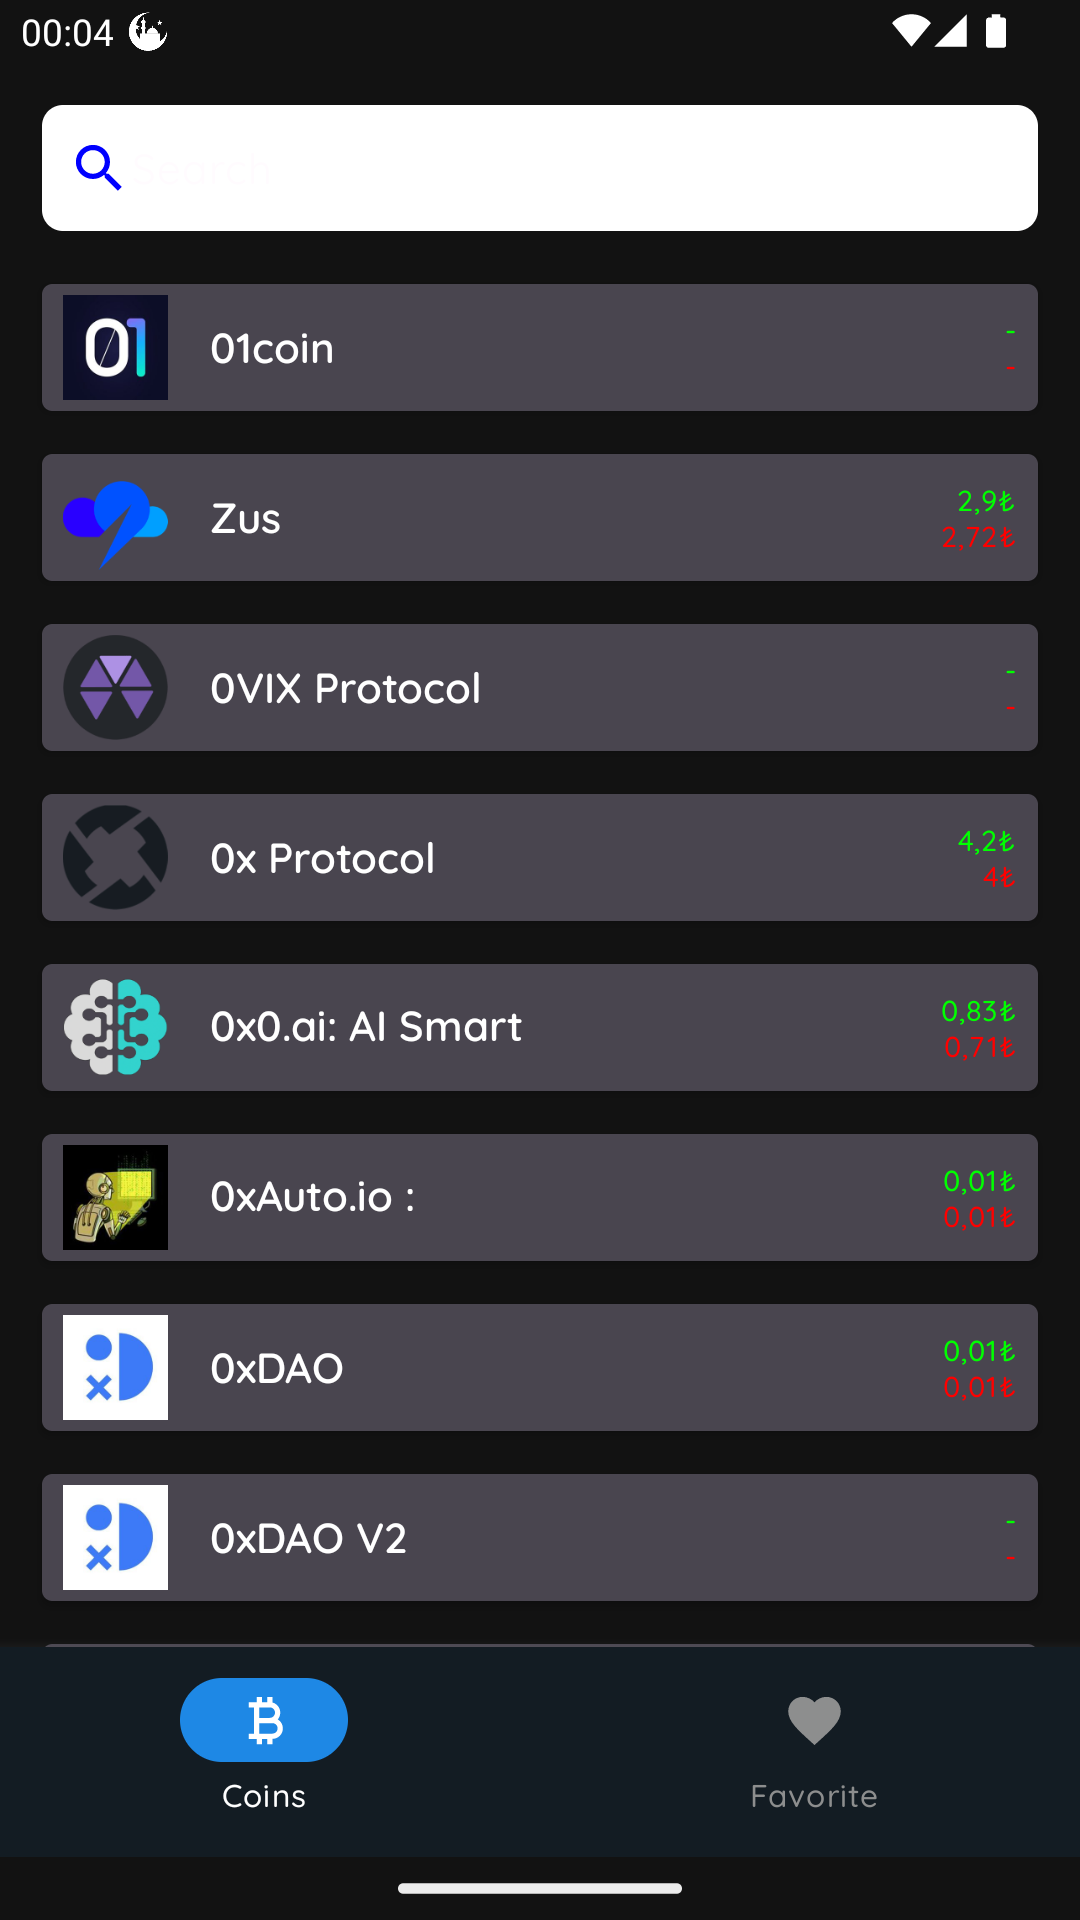 00:04
Search
01
01coin
-
-
Zus
2,9₺
2,72₺
0VIX Protocol
-
-
0x Protocol
4,2₺
4₺
0x0.ai: AI Smart
0,83₺
0,71₺
0xAuto.io :
0,01₺
0,01₺
0xDAO
0,01₺
0,01₺
0xDAO V2
-
-
Coins
Favorite